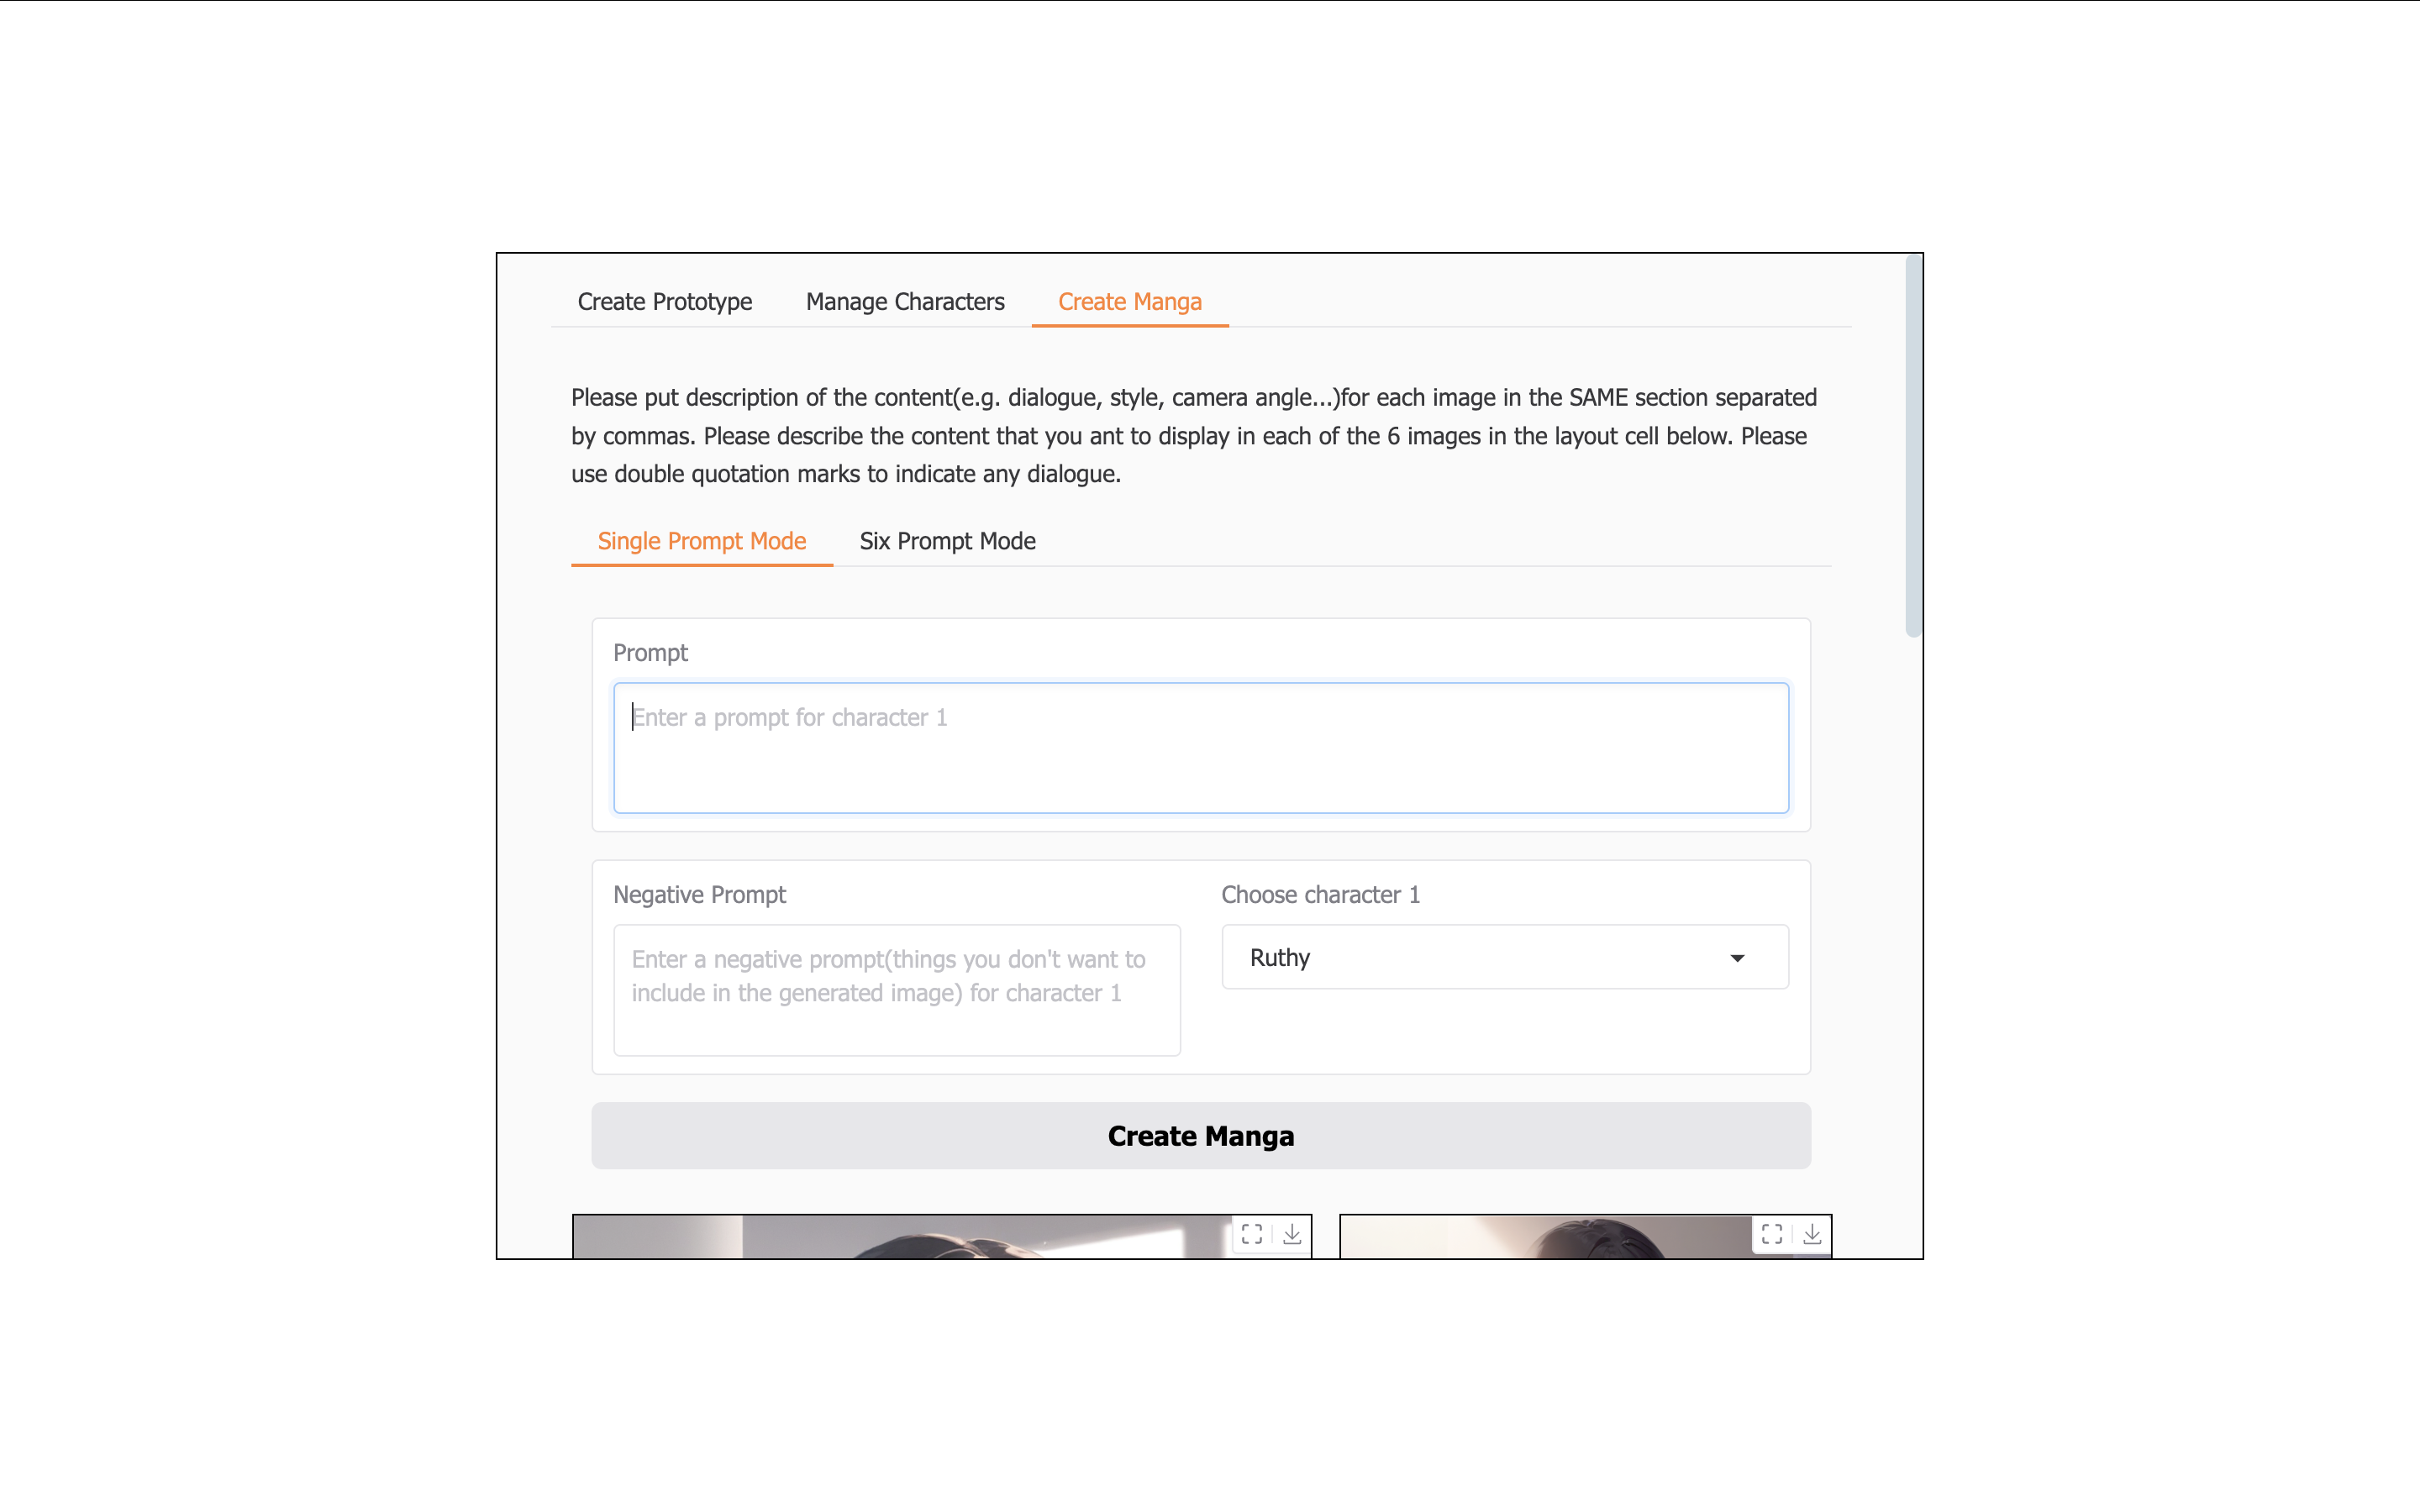 Create Prototype Manage Characters Create Manga
Please put description of the content(e.g. dialogue, style, camera angle...)for each image in the SAME section separated
by commas. Please describe the content that you ant to display in each of the 6 images in the layout cell below. Please
use double quotation marks to indicate any dialogue.
Single Prompt Mode Six Prompt Mode
Prompt
Enter a prompt for character 1
Negative Prompt Choose character 1
Enter a negative prompt(things you don't want to Ruthy
include in the generated image) for character 1
Create Manga